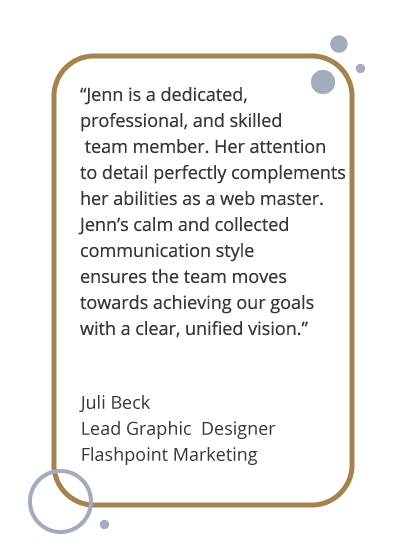 “Jenn is a dedicated,
professional, and skilled
team member. Her attention
to detail perfectly complements
her abilities as a web master.
Jenn’s calm and collected
communication style
ensures the team moves
towards achieving our goals
with a clear, unified vision.”
Juli Beck
Lead Graphic  Designer
Flashpoint Marketing